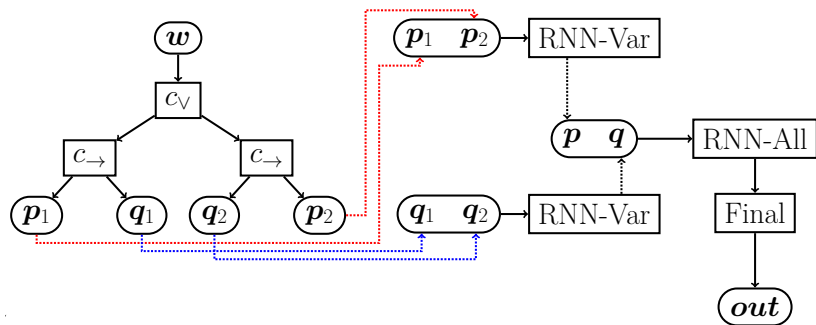 w
c∨
c→ c→
p1 q1 q2 p2
p1 p2 RNN-Var
p q RNN-All
q1 q2 RNN-Var
Final
out